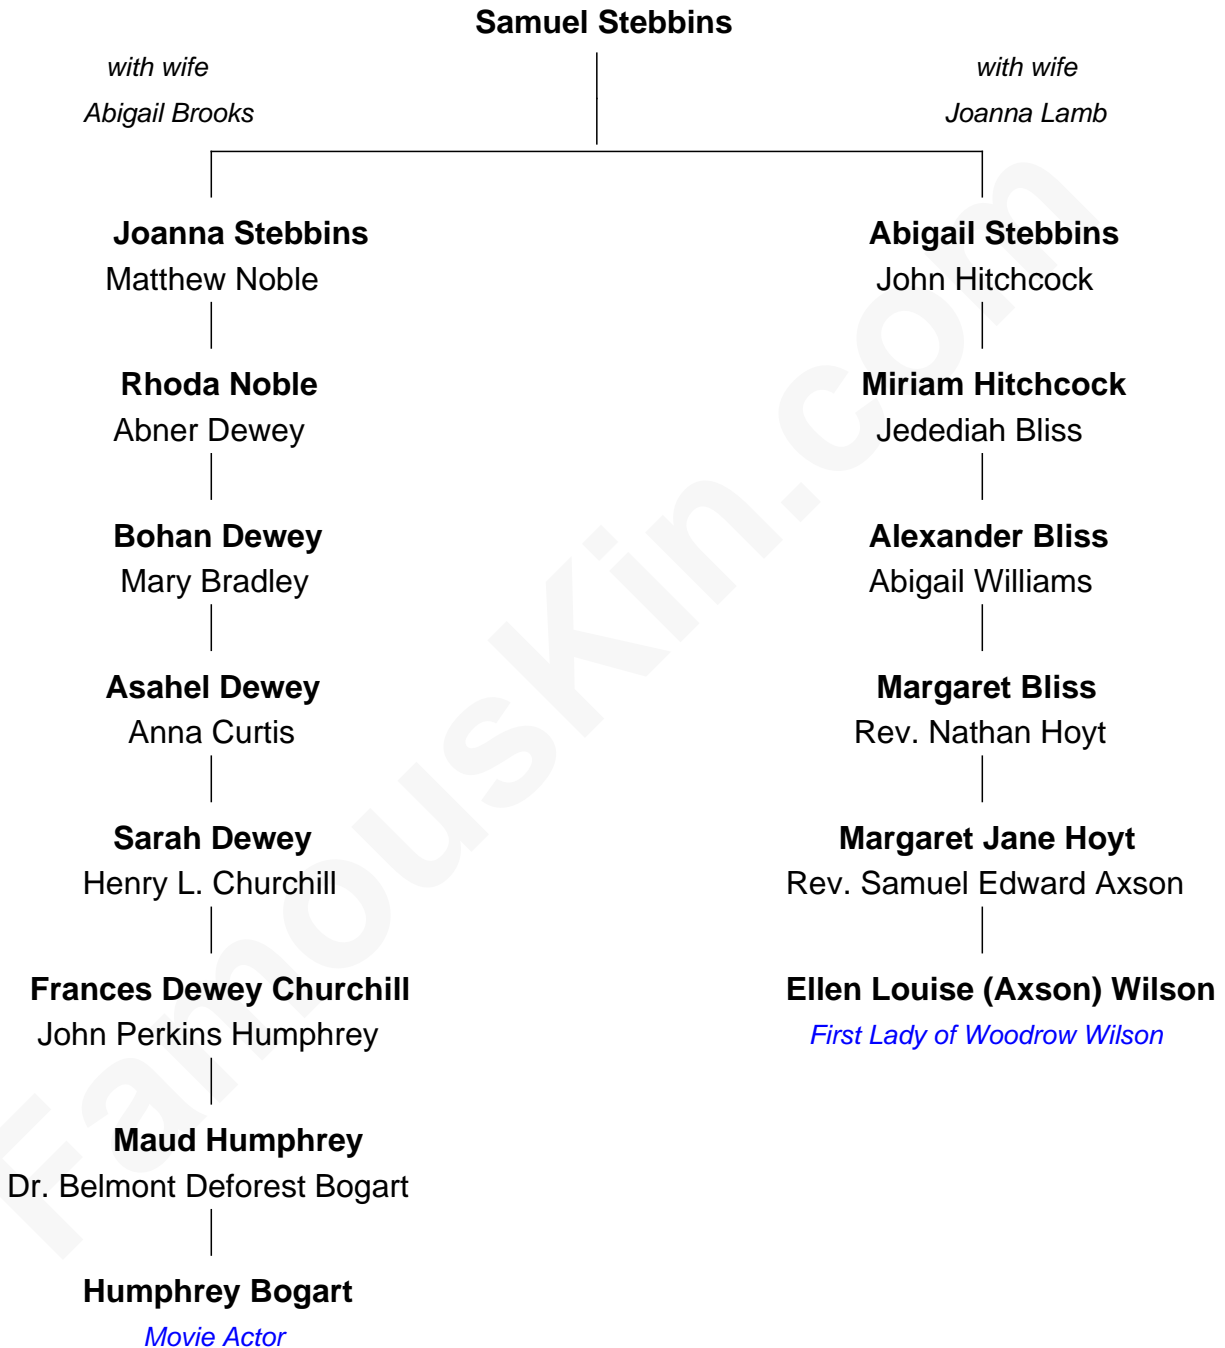 Samuel Stebbins
with wife
Abigail Brooks
with wife
Joanna Lamb
Joanna Stebbins
Matthew Noble
Rhoda Noble
Abner Dewey
Bohan Dewey
Mary Bradley
Asahel Dewey
Anna Curtis
Sarah Dewey
Henry L. Churchill
Frances Dewey Churchill
John Perkins Humphrey
Maud Humphrey
Dr. Belmont Deforest Bogart
Humphrey Bogart
Movie Actor
Abigail Stebbins
John Hitchcock
Miriam Hitchcock
Jedediah Bliss
Alexander Bliss
Abigail Williams
Margaret Bliss
Rev. Nathan Hoyt
Margaret Jane Hoyt
Rev. Samuel Edward Axson
Ellen Louise (Axson) Wilson
First Lady of Woodrow Wilson
FamousKin.com